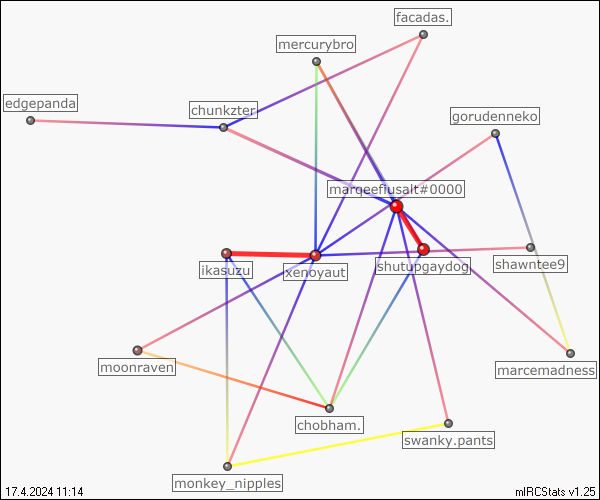 facadas.
mercurybro
edgepanda
chunkzter
gorudenneko
marqeeflusalt#0000
ikasuzu
xenoyaut
shutupgaydog
shawntee9
moonraven
marcemadness
chobham.
swanky.pants
monkey_nipples
17.4.2024 11:14
mIRCStats v1.25